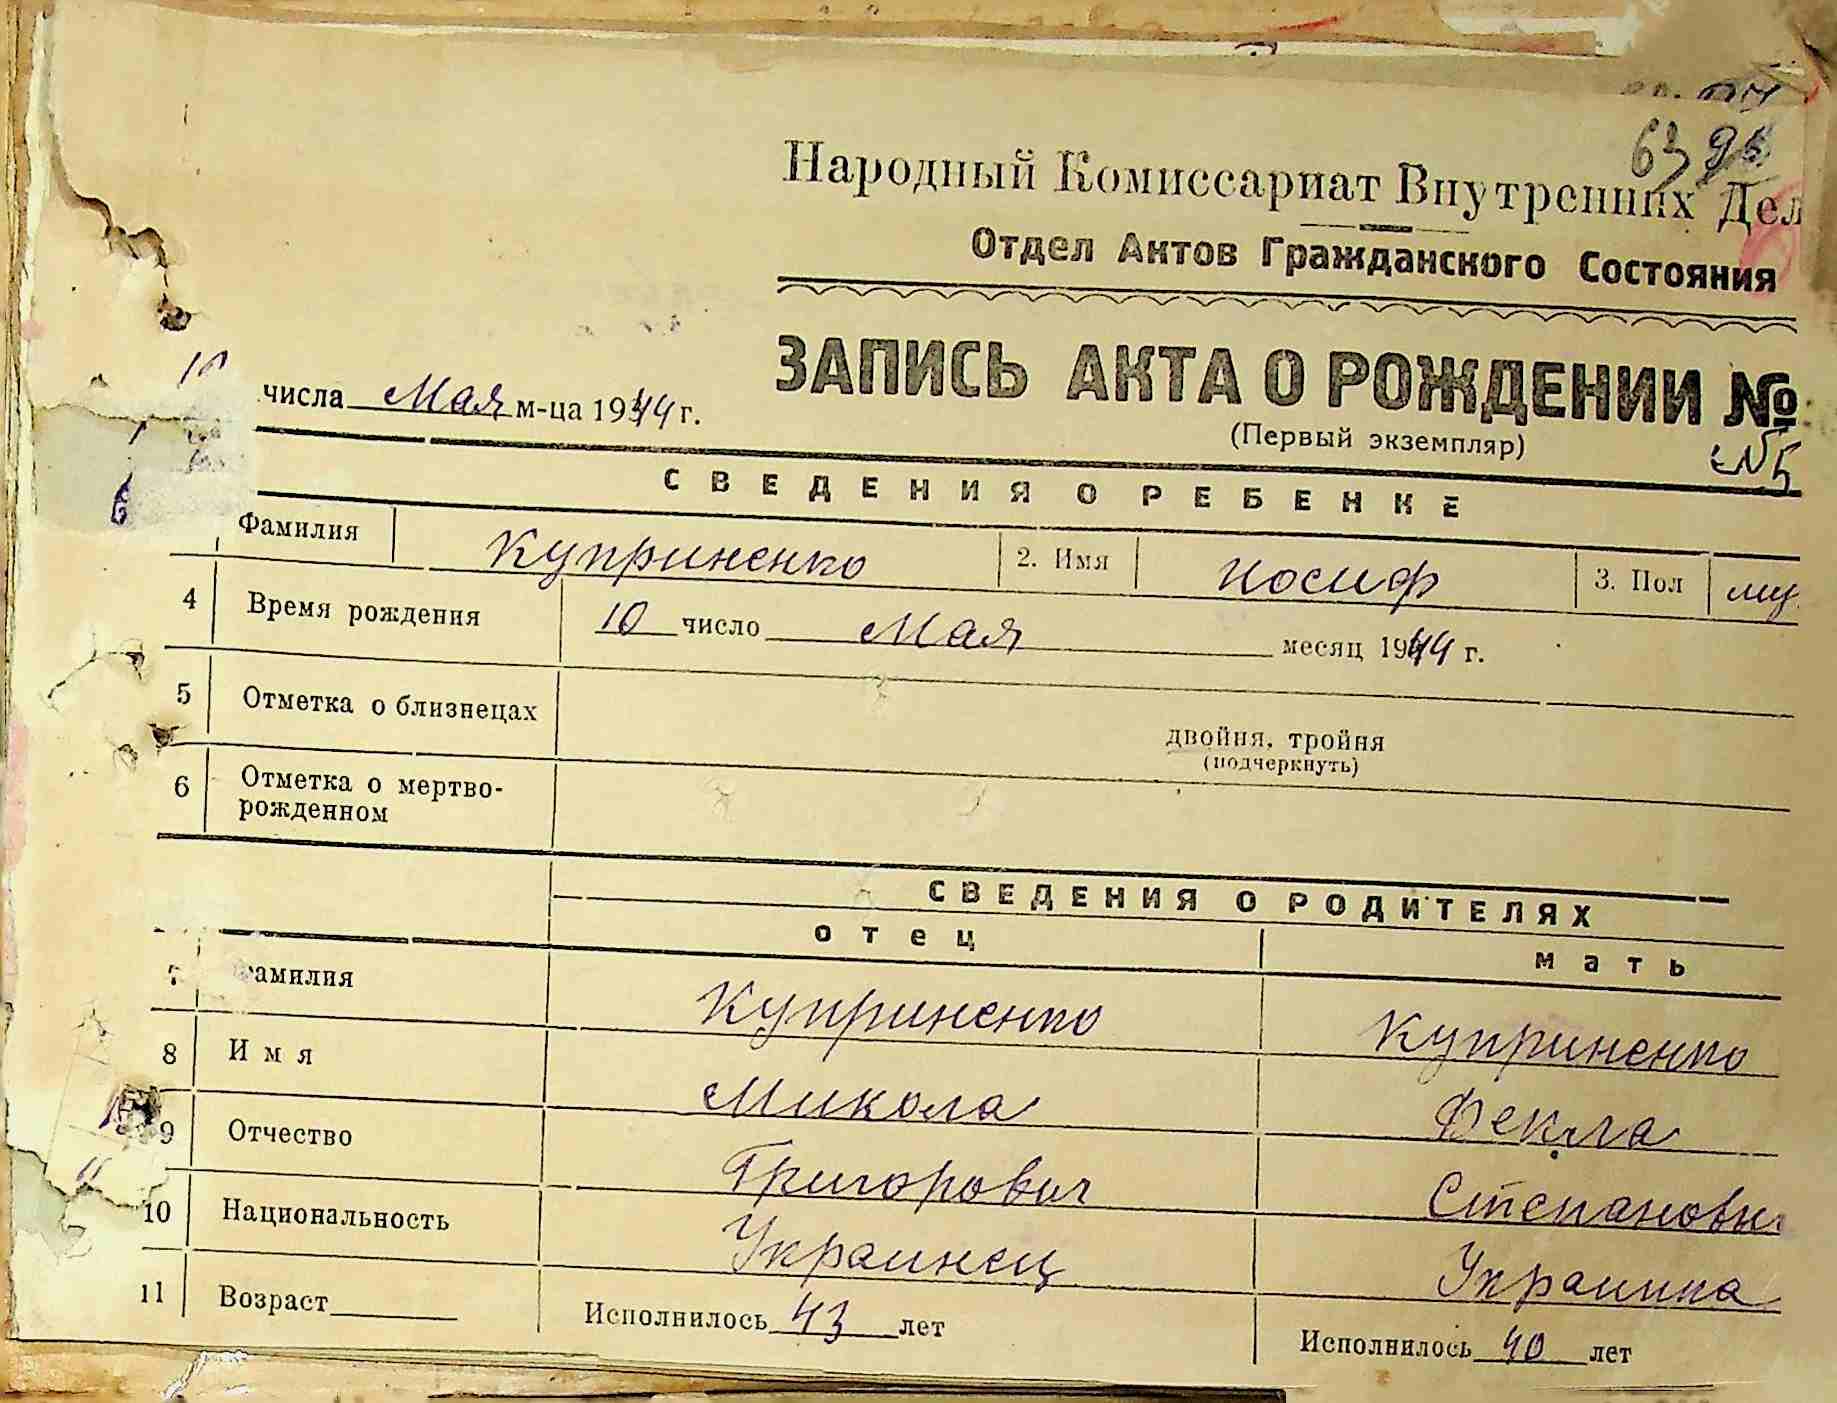 Народный Комиссариат Внутренних Дел
Отдел Актов Гражданского Состояния
ЗАПИСЬ АКТА О РОЖДЕНИИ №
числа Мая м-ца 1944 г.
(Первый экземпляр)
№5
СВЕДЕНИЯ О РЕБЕНКЕ
Фамилия Куприненко 2. Имя Иосиф 3. Пол муж
4 Время рождения 10 число Мая месяц 1944 г.
5 Отметка о близнецах
двойня, тройня
(подчеркнуть)
6 Отметка о мертво-
рожденном
СВЕДЕНИЯ О РОДИТЕЛЯХ
отец мать
7 амилия Куприненко Куприненко
8 Имя Микола Фекла
9 Отчество Григорович Степановн
10 Национальность Украинец Украинка
11 Возраст Исполнилось 43 лет Исполнилось 40 лет